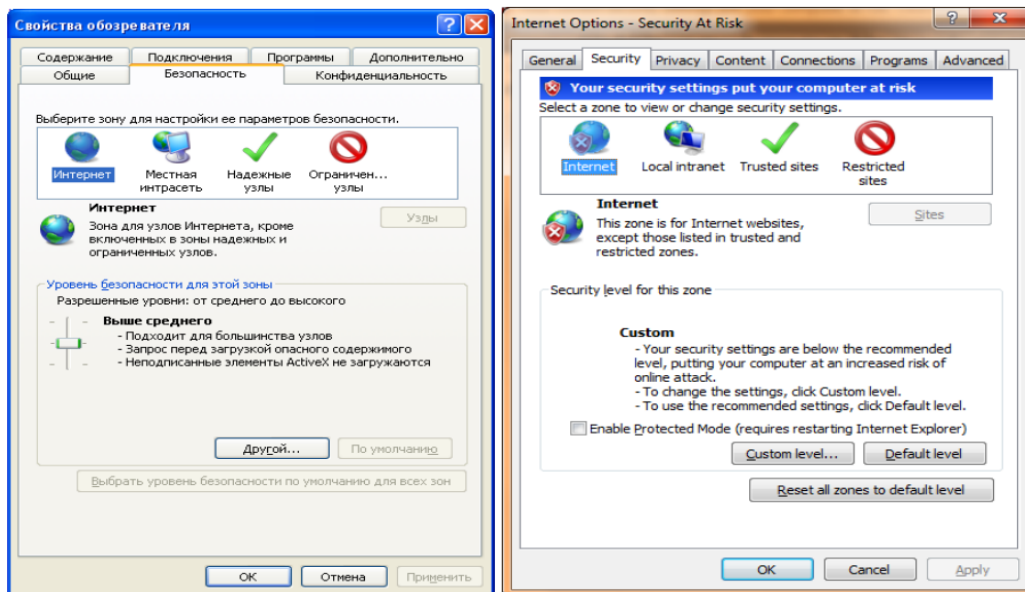 Свойства обозревателя
Содержание Подключения Программы Дополнительно
Общие Безопасность Конфиденциальность
Выберите зону для настройки ее параметров безопасности.
Интернет Местная интрасеть Надежные узлы Ограничен... узлы
Интернет
Узлы
Зона для узлов Интернета, кроме
включенных в зоны надежных и
ограниченных узлов.
Уровень безопасности для этой зоны
Разрешенные уровни: от среднего до высокого
Выше среднего
- Подходит для большинства узлов
- Запрос перед загрузкой опасного содержимого
- Неподписанные элементы ActiveX не загружаются
Другой... По умолчанию
Выбрать уровень безопасности по умолчанию для всех зон
OK Отмена Применить
Internet Options - Security At Risk
General Security Privacy Content Connections Programs Advanced
Your security settings put your computer at risk
Select a zone to view or change security settings.
Internet Local intranet Trusted sites Restricted sites
Internet
Sites
This zone is for Internet websites,
except those listed in trusted and
restricted zones.
Security level for this zone
Custom
- Your security settings are below the recommended
level, putting your computer at an increased risk of
online attack.
- To change the settings, click Custom level.
- To use the recommended settings, click Default level.
Enable Protected Mode (requires restarting Internet Explorer)
Custom level... Default level
Reset all zones to default level
OK Cancel Apply